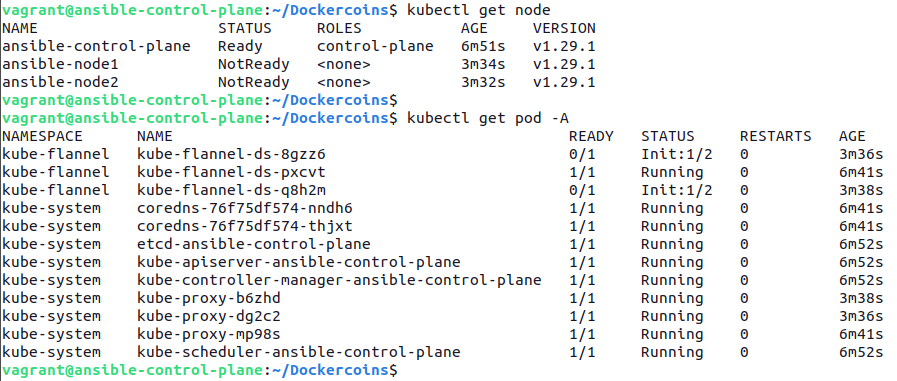 vagrant@ansible-control-plane:~/Dockercoins$ kubectl get node
NAME                    STATUS     ROLES           AGE     VERSION
ansible-control-plane   Ready      control-plane   6m51s   v1.29.1
ansible-node1           NotReady   <none>          3m34s   v1.29.1
ansible-node2           NotReady   <none>          3m32s   v1.29.1
vagrant@ansible-control-plane:~/Dockercoins$
vagrant@ansible-control-plane:~/Dockercoins$ kubectl get pod -A
NAMESPACE      NAME                                            READY   STATUS     RESTARTS   AGE
kube-flannel   kube-flannel-ds-8gzz6                           0/1     Init:1/2   0          3m36s
kube-flannel   kube-flannel-ds-pxcvt                           1/1     Running    0          6m41s
kube-flannel   kube-flannel-ds-q8h2m                           0/1     Init:1/2   0          3m38s
kube-system    coredns-76f75df574-nndh6                        1/1     Running    0          6m41s
kube-system    coredns-76f75df574-thjxt                        1/1     Running    0          6m41s
kube-system    etcd-ansible-control-plane                      1/1     Running    0          6m52s
kube-system    kube-apiserver-ansible-control-plane            1/1     Running    0          6m52s
kube-system    kube-controller-manager-ansible-control-plane   1/1     Running    0          6m52s
kube-system    kube-proxy-b6zhd                                1/1     Running    0          3m38s
kube-system    kube-proxy-dg2c2                                1/1     Running    0          3m36s
kube-system    kube-proxy-mp98s                                1/1     Running    0          6m41s
kube-system    kube-scheduler-ansible-control-plane            1/1     Running    0          6m52s
vagrant@ansible-control-plane:~/Dockercoins$